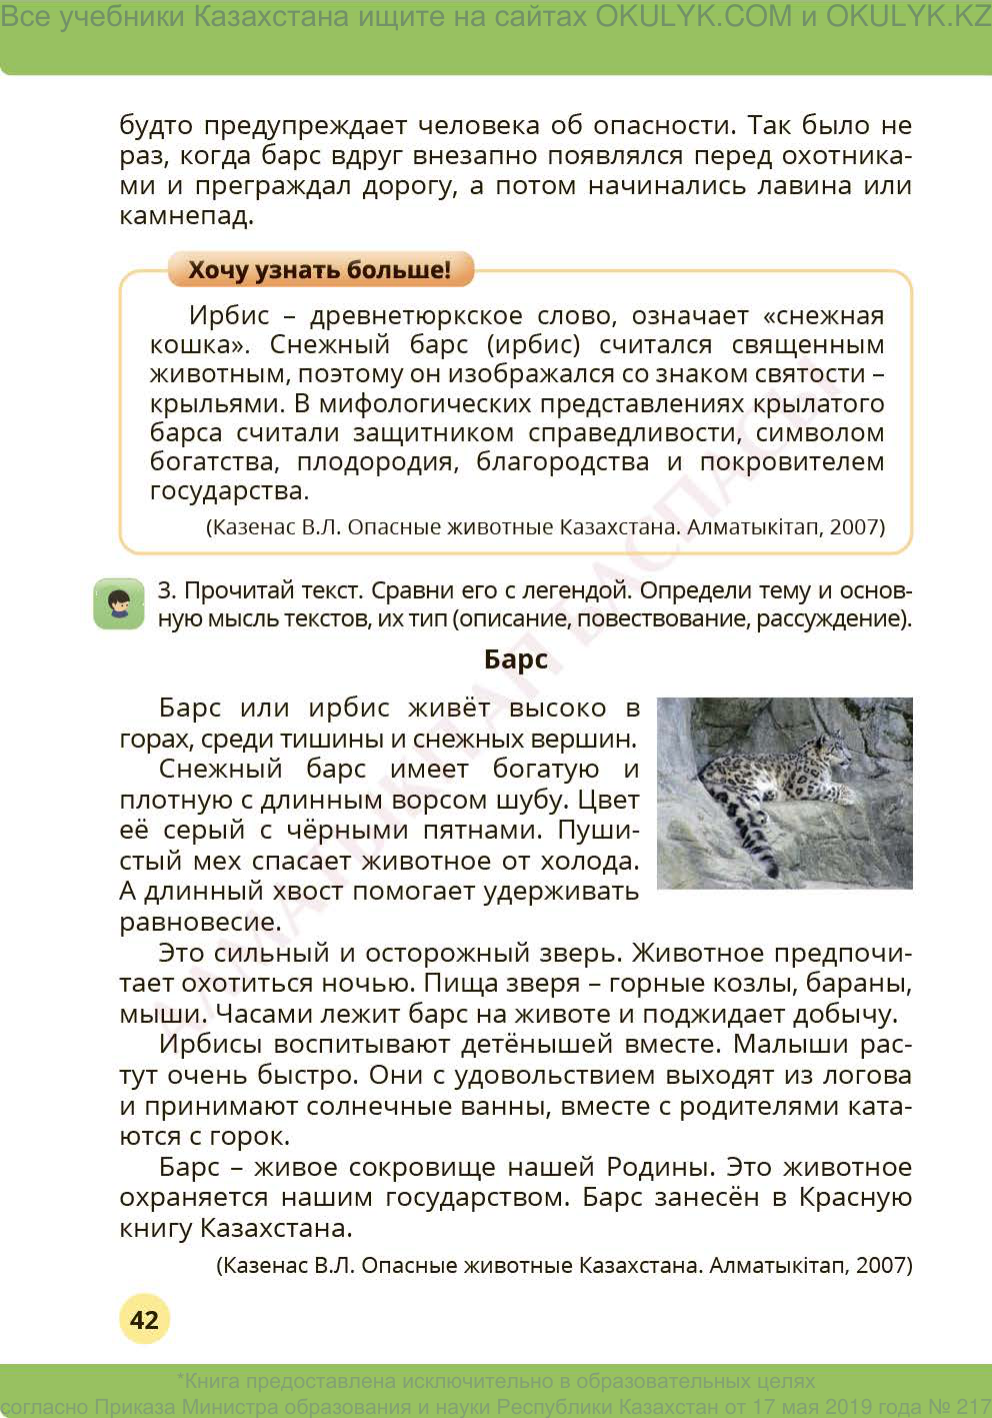 Все учебники Казахстана ищите на сайтах OKULYK.COM и OKULYK.KZ
будто предупреждает человека об опасности. Так было не
раз, когда барс вдруг внезапно появлялся перед охотника-
ми и преграждал дорогу, а потом начинались лавина или
камнепад.
Хочу узнать больше!
Ирбис – древнетюркское слово, означает «снежная
кошка». Снежный барс (ирбис) считался священным
животным, поэтому он изображался со знаком святости –
крыльями. В мифологических представлениях крылатого
барса считали защитником справедливости, символом
богатства, плодородия, благородства и покровителем
государства.
(Казенас В.Л. Опасные животные Казахстана. Алматыкітап, 2007)
3. Прочитай текст. Сравни его с легендой. Определи тему и основ-
ную мысль текстов, их тип (описание, повествование, рассуждение).
Барс
Барс или ирбис живёт высоко в
горах, среди тишины и снежных вершин.
Снежный барс имеет богатую и
плотную с длинным ворсом шубу. Цвет
её серый с чёрными пятнами. Пуши-
стый мех спасает животное от холода.
А длинный хвост помогает удерживать
равновесие.
Это сильный и осторожный зверь. Животное предпочи-
тает охотиться ночью. Пища зверя – горные козлы, бараны,
мыши. Часами лежит барс на животе и поджидает добычу.
Ирбисы воспитывают детёнышей вместе. Малыши рас-
тут очень быстро. Они с удовольствием выходят из логова
и принимают солнечные ванны, вместе с родителями ката-
ются с горок.
Барс – живое сокровище нашей Родины. Это животное
охраняется нашим государством. Барс занесён в Красную
книгу Казахстана.
(Казенас В.Л. Опасные животные Казахстана. Алматыкітап, 2007)
42
АЛМАТЫКІТАП БАСПАСЫ
*Книга предоставлена исключительно в образовательных целях
согласно Приказа Министра образования и науки Республики Казахстан от 17 мая 2019 года № 217